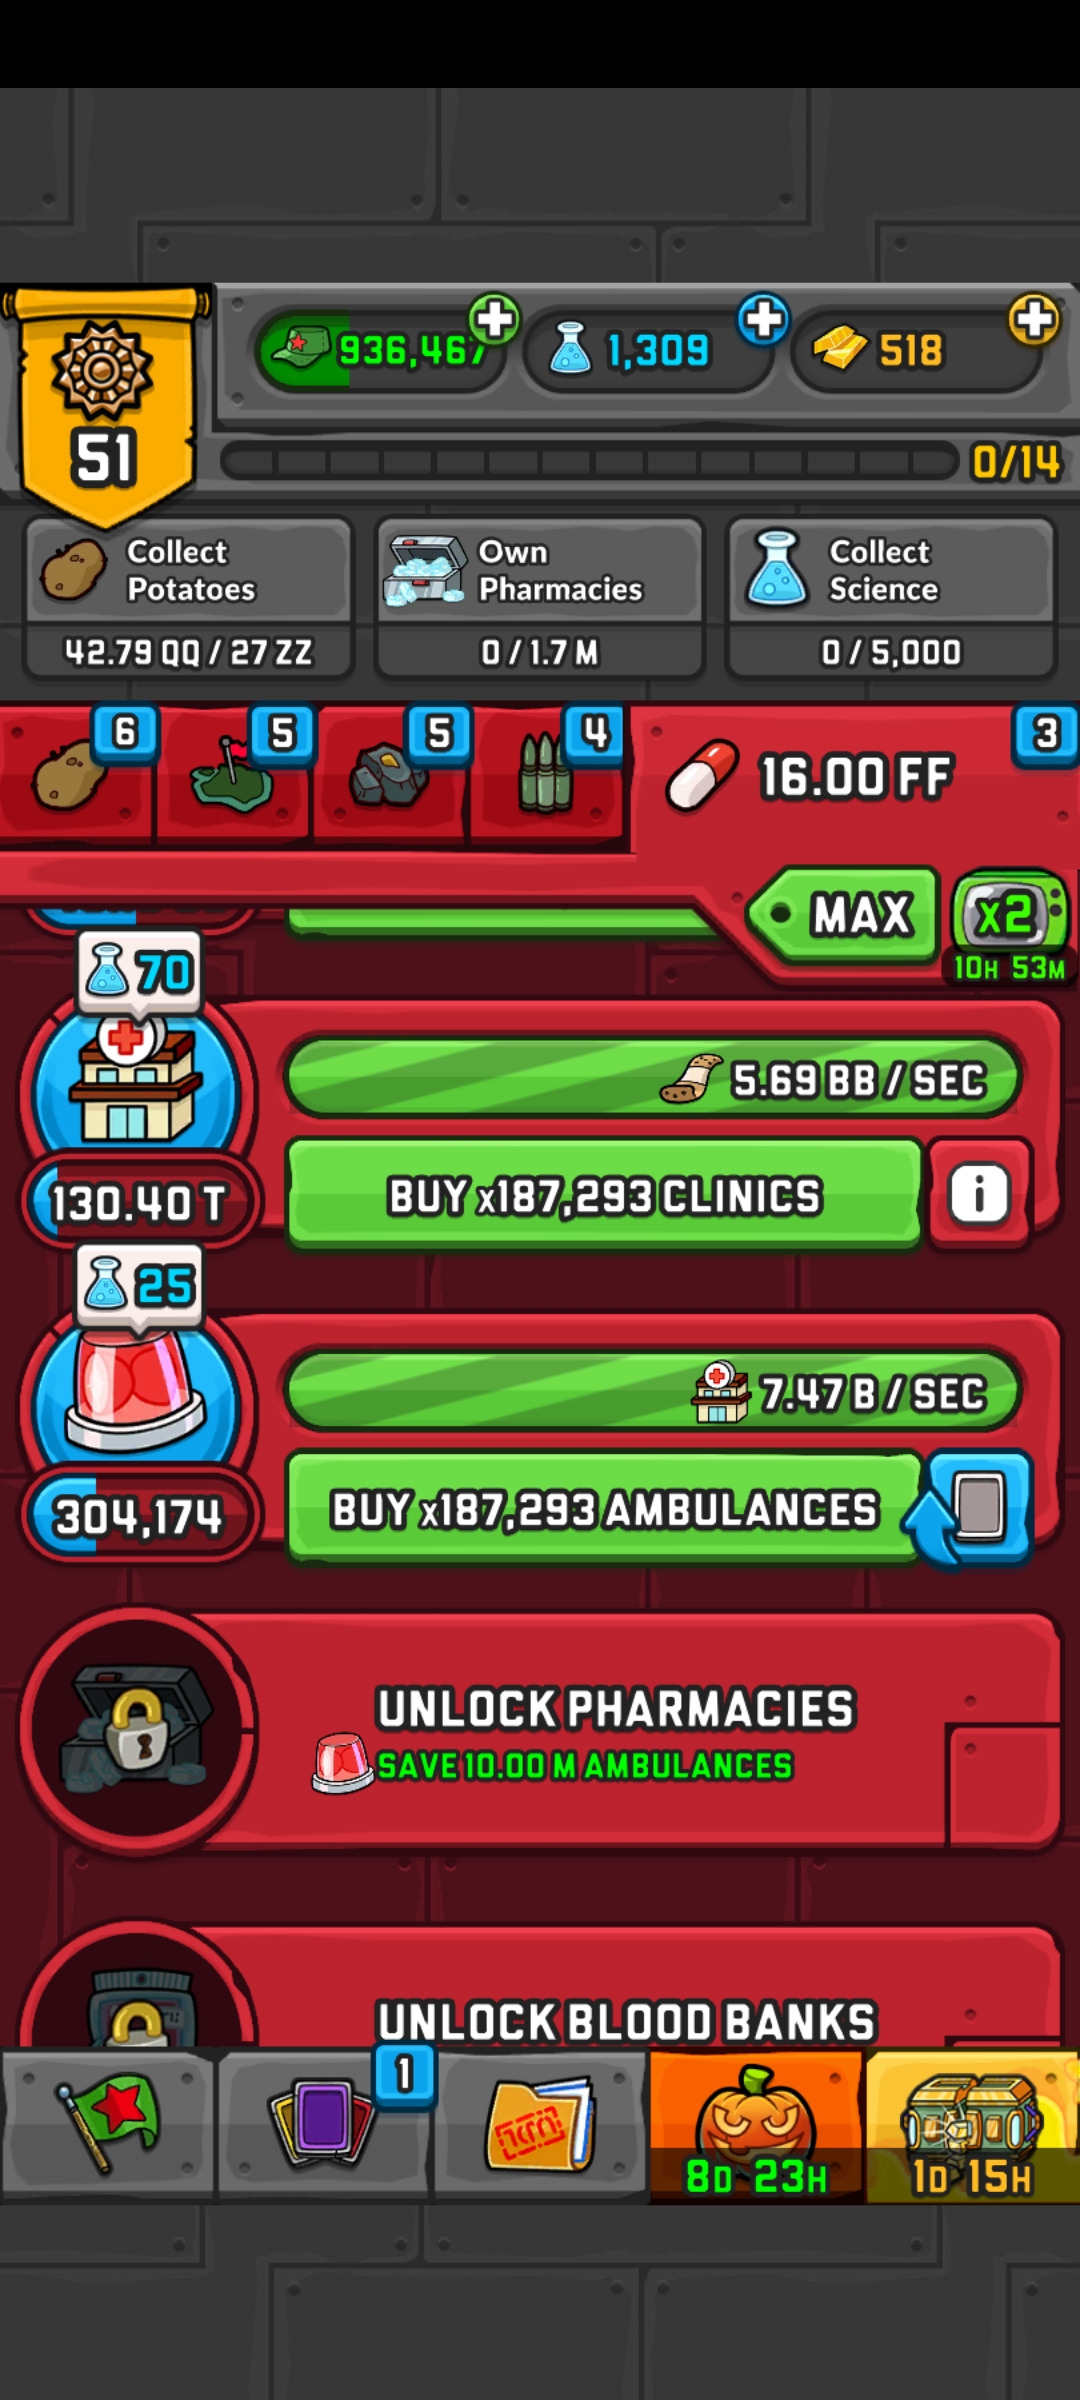 936,467
1,309
518
51
0/14
Collect Potatoes
42.79 QQ / 27 ZZ
Own Pharmacies
0 / 1.7 M
Collect Science
0 / 5,000
6
5
5
4
16.00 FF
3
MAX
x2
10H 53M
70
5.69 BB / SEC
130.40 T
BUY x187,293 CLINICS
i
25
7.47 B / SEC
304,174
BUY x187,293 AMBULANCES
UNLOCK PHARMACIES
SAVE 10.00 M AMBULANCES
UNLOCK BLOOD BANKS
1
8D 23H
1D 15H